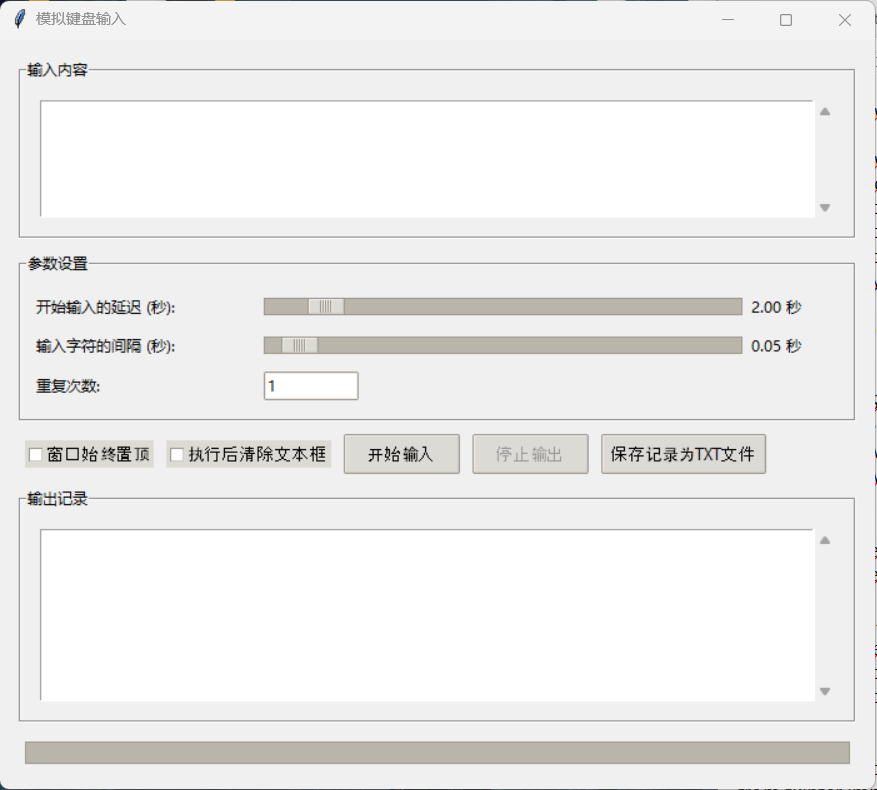 模拟键盘输入
输入内容
参数设置
开始输入的延迟 (秒): 2.00 秒
输入字符的间隔 (秒): 0.05 秒
重复次数: 1
窗口始终置顶 执行后清除文本框 开始输入 停止输出 保存记录为TXT文件
输出记录